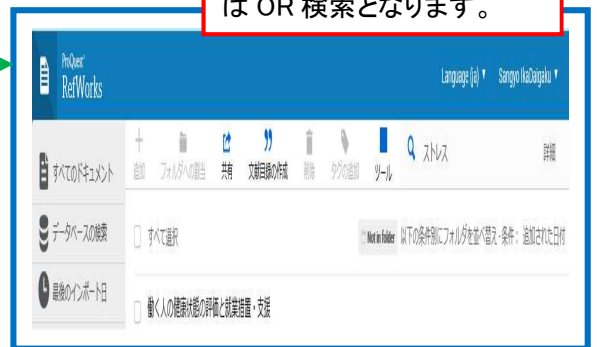 は OR 検索となります。
ProQuest®
RefWorks
Language (ja) ▼ Sangyo IkaDaigaku ▼
追加 フォルダへの割当 共有 文献目録の作成 削除 タグの追加 ツール
ストレス 詳細
すべてのドキュメント
データベースの検索
最後のインポート日
すべて選択
Not in folder 以下の条件別にフォルダを並べ替え -条件： 追加された日付
働く人の健康状態の評価と就業措置・支援